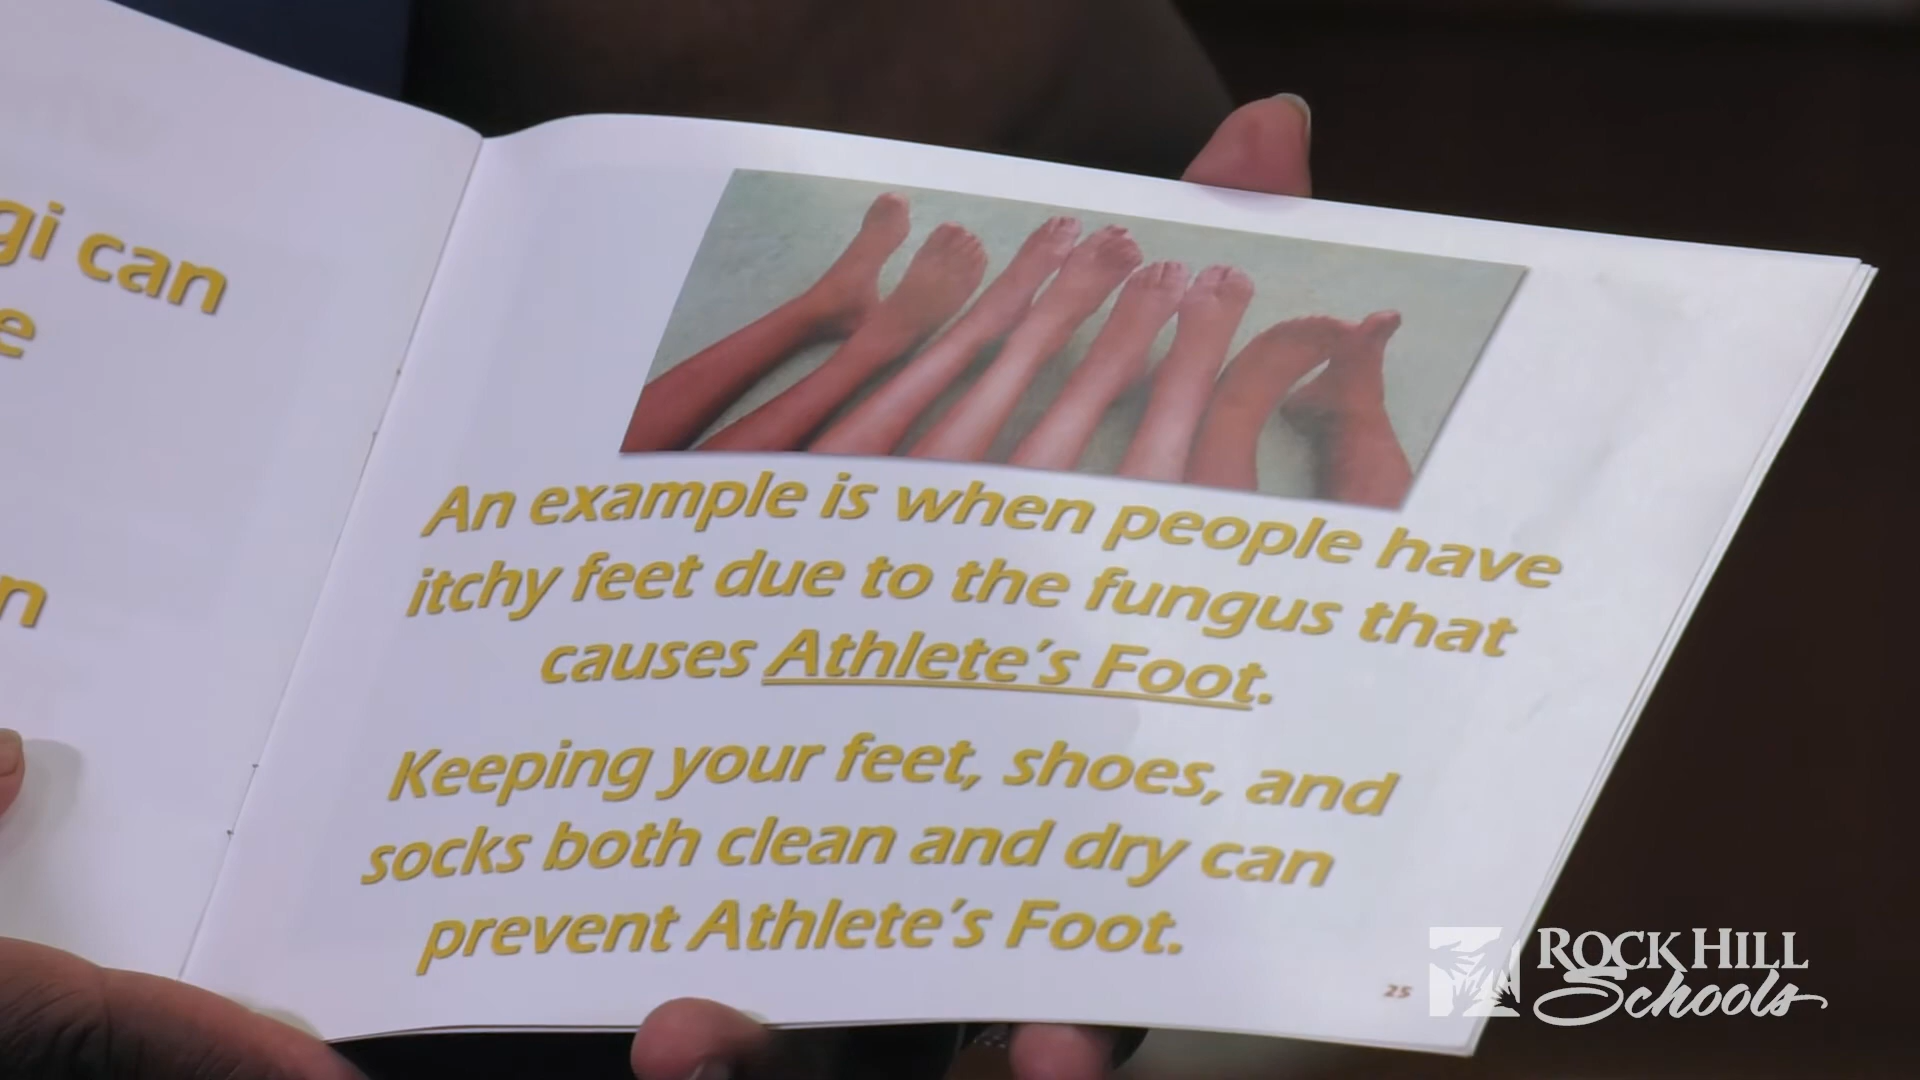 gi can
e
n
An example is when people have
itchy feet due to the fungus that
causes Athlete's Foot.
Keeping your feet, shoes, and
socks both clean and dry can
prevent Athlete's Foot.
25
ROCK HILL
Schools